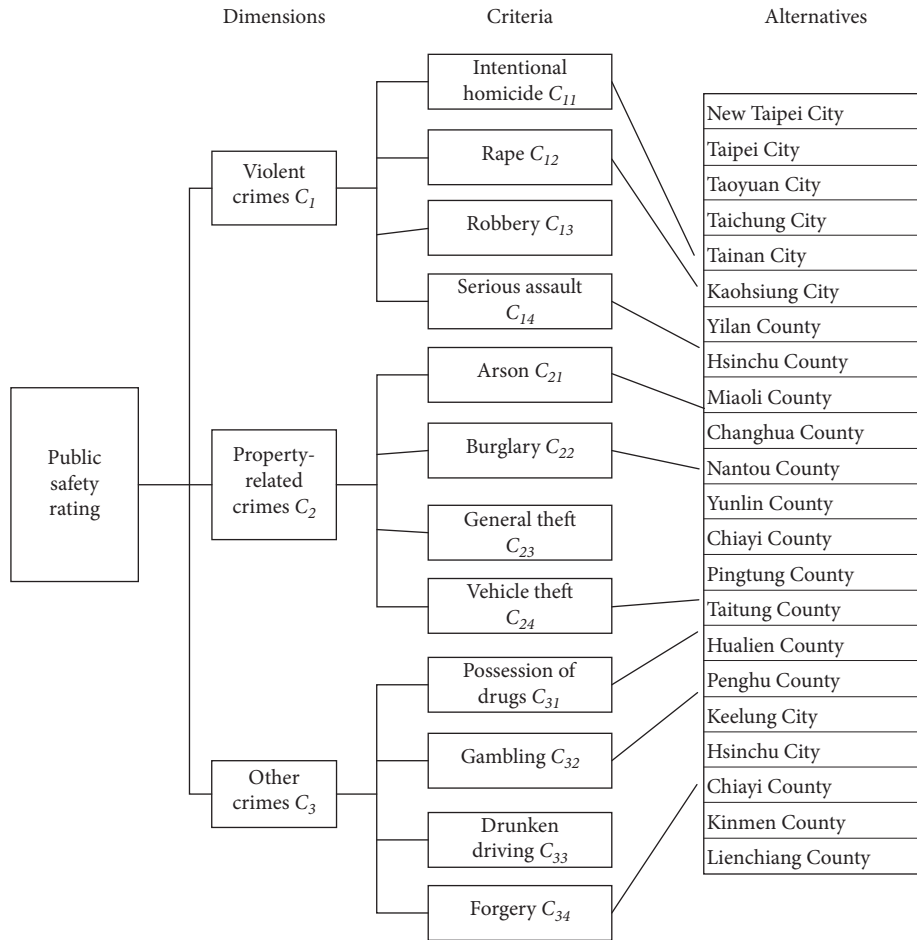 Dimensions
Criteria
Alternatives
Public
safety
rating
Violent
crimes C1
Property-
related
crimes C2
Other
crimes C3
Intentional
homicide C11
Rape C12
Robbery C13
Serious assault
C14
Arson C21
Burglary C22
General theft
C23
Vehicle theft
C24
Possession of
drugs C31
Gambling C32
Drunken
driving C33
Forgery C34
New Taipei City
Taipei City
Taoyuan City
Taichung City
Tainan City
Kaohsiung City
Yilan County
Hsinchu County
Miaoli County
Changhua County
Nantou County
Yunlin County
Chiayi County
Pingtung County
Taitung County
Hualien County
Penghu County
Keelung City
Hsinchu City
Chiayi County
Kinmen County
Lienchiang County